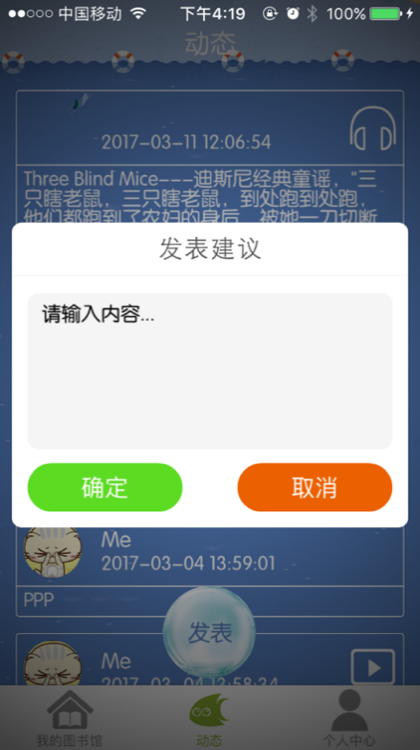 中国移动
下午4:19
100%
动态
2017-03-11 12:06:54
Three Blind Mice---迪斯尼经典童谣，"三
只瞎老鼠，三只瞎老鼠，到处跑到处跑，
他们都跑到了农妇的身后，被她一刀切断
发表建议
请输入内容...
确定
取消
Me
2017-03-04 13:59:01
PPP
发表
Me
2017-03-04 13:58:34
我的图书馆
动态
个人中心